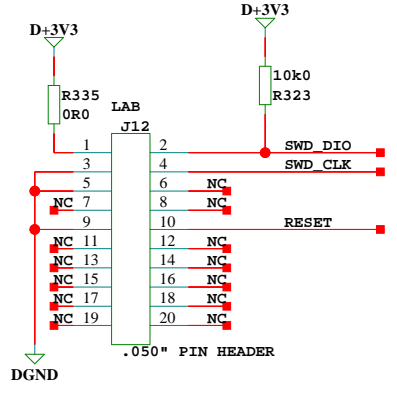 D+3V3
D+3V3
R335
0R0
10k0
R323
LAB
J12
1 2 SWD_DIO
3 4 SWD_CLK
5 6 NC
NC 7 8 NC
9 10 RESET
NC 11 12 NC
NC 13 14 NC
NC 15 16 NC
NC 17 18 NC
NC 19 20 NC
.050" PIN HEADER
DGND